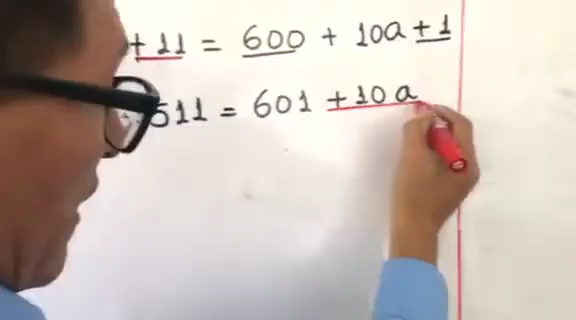 + 11 = 600 + 10a + 1
511 = 601 + 10a